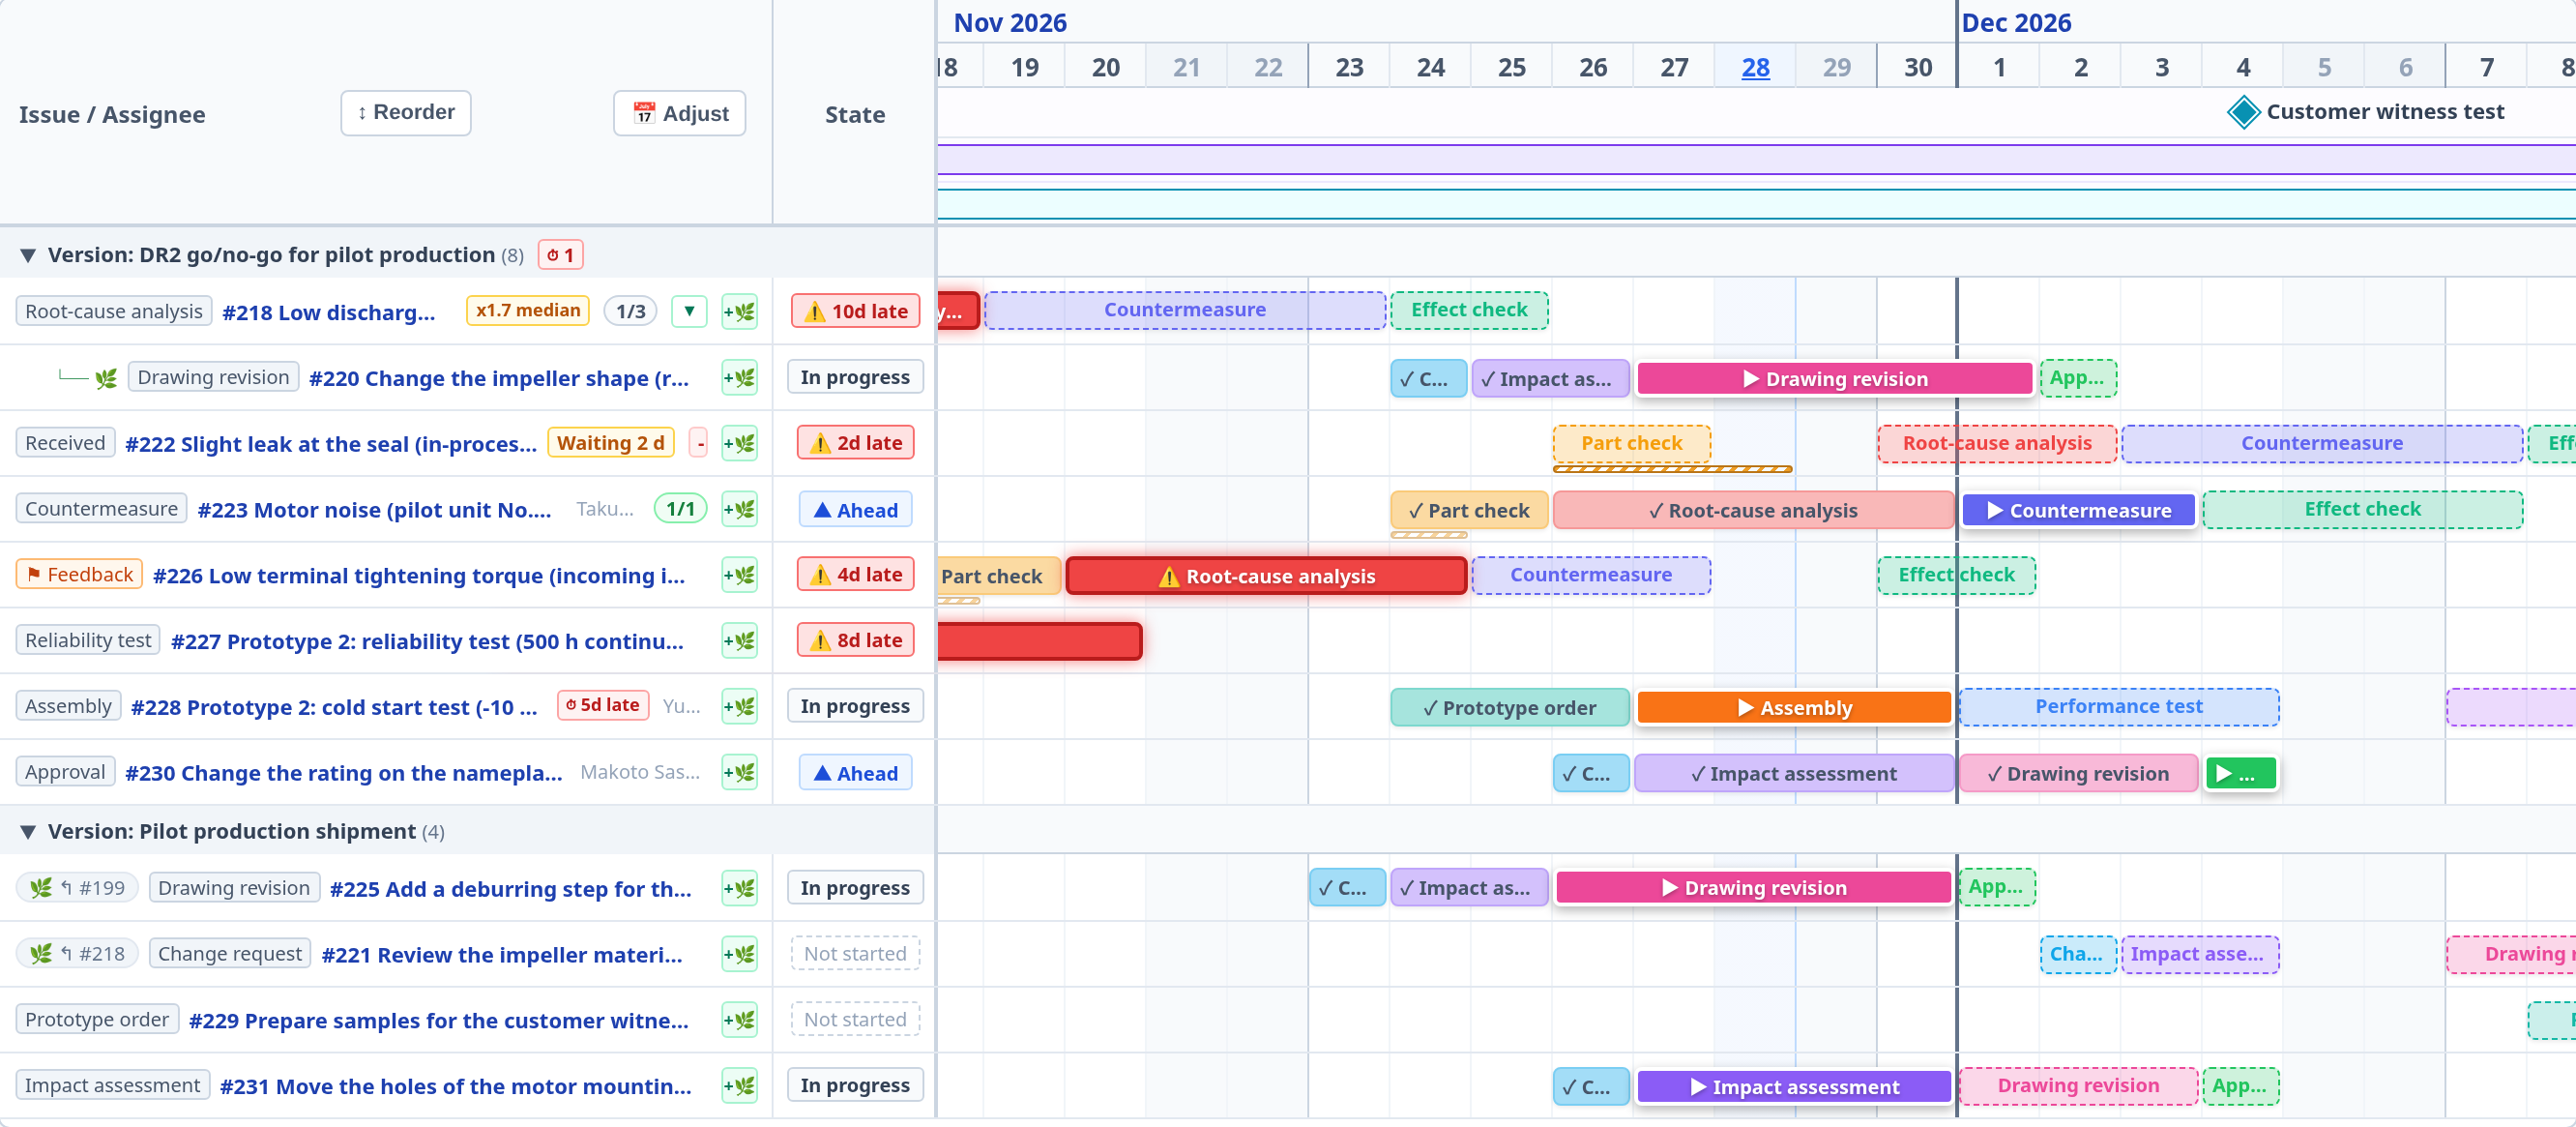 Nov 2026 Dec 2026
18 19 20 21 22 23 24 25 26 27 28 29 30 1 2 3 4 5 6 7 8
Issue / Assignee ↕ Reorder Adjust State
Customer witness test
▼ Version: DR2 go/no-go for pilot production (8) 1
Root-cause analysis #218 Low discharg... x1.7 median 1/3 ▼ + ⚠ 10d late y... Countermeasure Effect check
Drawing revision #220 Change the impeller shape (r... + In progress ✓ C... ✓ Impact as... ▶ Drawing revision App...
Received #222 Slight leak at the seal (in-proces... Waiting 2 d - + ⚠ 2d late Part check Root-cause analysis Countermeasure Eff
Countermeasure #223 Motor noise (pilot unit No.... Taku... 1/1 + ▲ Ahead ✓ Part check ✓ Root-cause analysis ▶ Countermeasure Effect check
⚑ Feedback #226 Low terminal tightening torque (incoming i... + ⚠ 4d late Part check ⚠ Root-cause analysis Countermeasure Effect check
Reliability test #227 Prototype 2: reliability test (500 h continu... + ⚠ 8d late
Assembly #228 Prototype 2: cold start test (-10 ... 5d late Yu... + In progress ✓ Prototype order ▶ Assembly Performance test
Approval #230 Change the rating on the namepla... Makoto Sas... + ▲ Ahead ✓ C... ✓ Impact assessment ✓ Drawing revision ▶ ...
▼ Version: Pilot production shipment (4)
↰ #199 Drawing revision #225 Add a deburring step for th... + In progress ✓ C... ✓ Impact as... ▶ Drawing revision App...
↰ #218 Change request #221 Review the impeller materi... + Not started Cha... Impact asse... Drawing
Prototype order #229 Prepare samples for the customer witne... + Not started
Impact assessment #231 Move the holes of the motor mountin... + In progress ✓ C... ▶ Impact assessment Drawing revision App...